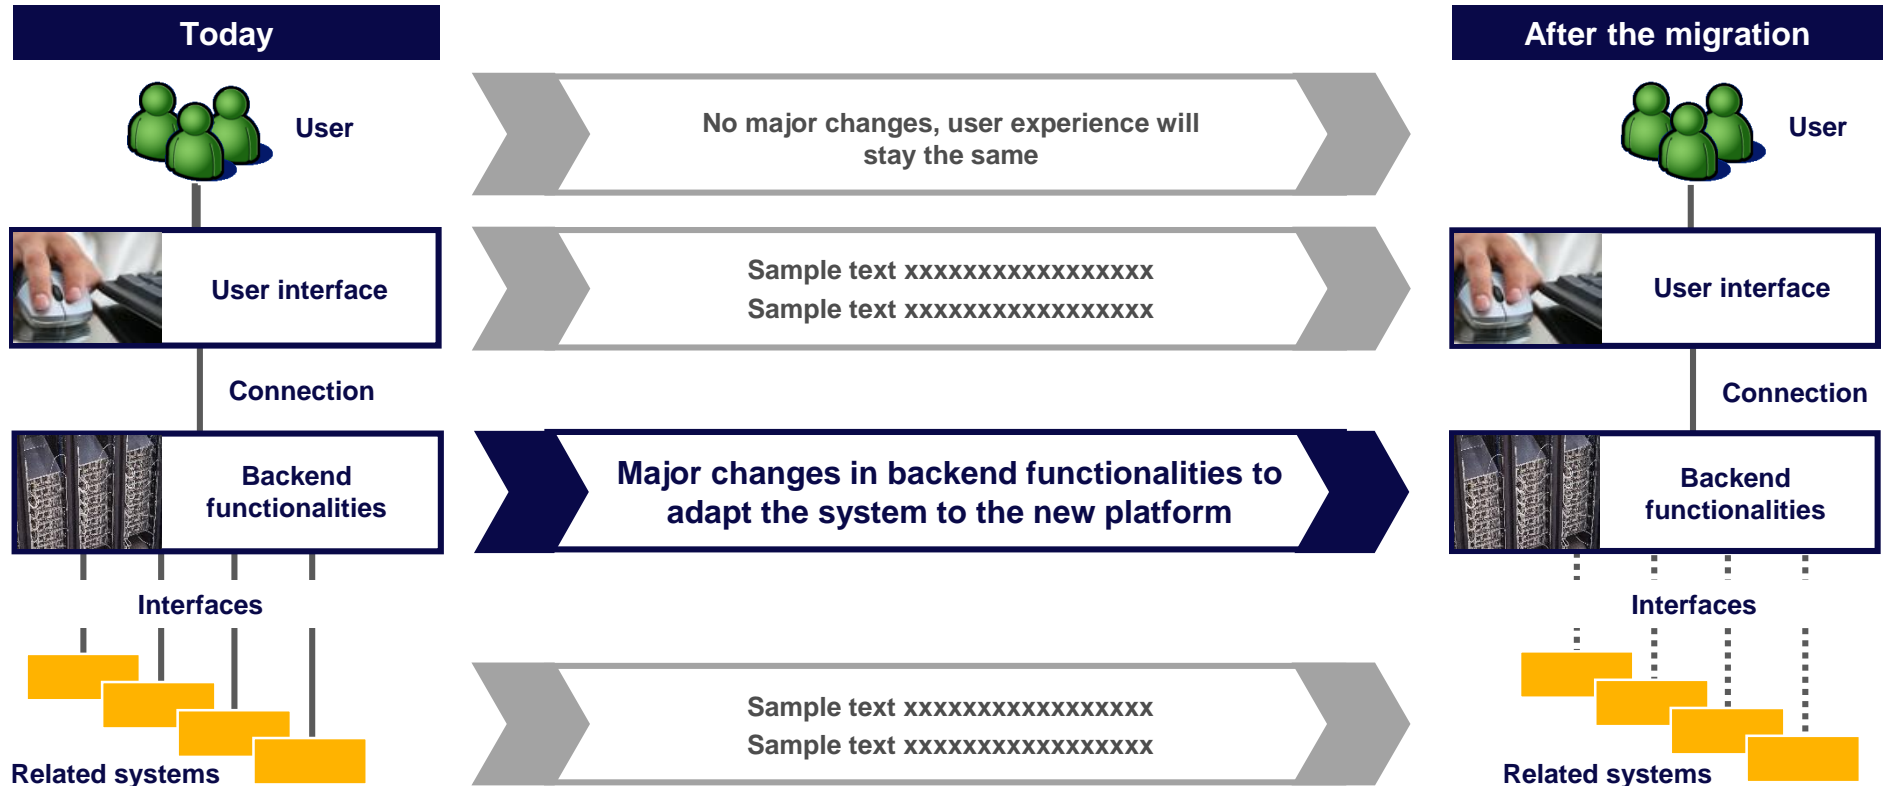 Today
After the migration
User
No major changes, user experience will
stay the same
User
User interface
Sample text xxxxxxxxxxxxxxxxx
Sample text xxxxxxxxxxxxxxxxx
User interface
Connection
Connection
Backend
functionalities
Major changes in backend functionalities to
adapt the system to the new platform
Backend
functionalities
Interfaces
Interfaces
Sample text xxxxxxxxxxxxxxxxx
Sample text xxxxxxxxxxxxxxxxx
Related systems
Related systems